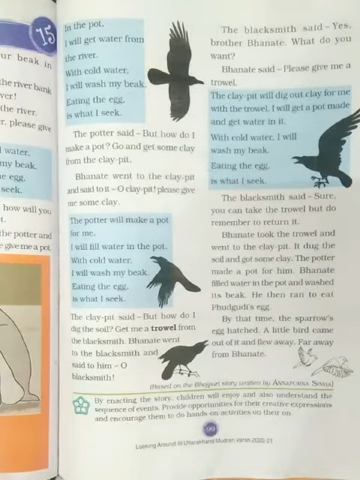 15
ur beak in
the river bank
ver!
the river.
r, please give
d water,
my beak.
e egg,
seek.
how will you
t.
the potter and
e give me a pot.
In the pot,
I will get water from
the river.
With cold water,
I will wash my beak.
Eating the egg,
is what I seek.
The potter said – But how do I
make a pot? Go and get some clay
from the clay-pit.
Bhanate went to the clay-pit
and said to it – O clay-pit! please give
me some clay.
The potter will make a pot
for me.
I will fill water in the pot.
With cold water,
I will wash my beak.
Eating the egg,
is what I seek.
The clay-pit said – But how do I
dig the soil? Get me a trowel from
the blacksmith. Bhanate went
to the blacksmith and
said to him – O
blacksmith!
The blacksmith said – Yes,
brother Bhanate. What do you
want?
Bhanate said – Please give me a
trowel.
The clay-pit will dig out clay for me
with the trowel. I will get a pot made
and get water in it.
With cold water, I will
wash my beak.
Eating the egg,
is what I seek.
The blacksmith said – Sure,
you can take the trowel but do
remember to return it.
Bhanate took the trowel and
went to the clay-pit. It dug the
soil and got some clay. The potter
made a pot for him. Bhanate
filled water in the pot and washed
its beak. He then ran to eat
Phudgudi's egg.
By that time, the sparrow's
egg hatched. A little bird came
out of it and flew away. Far away
from Bhanate.
(Based on the Bhojpuri story written by ANNAPURNA SINHA)
By enacting the story, children will enjoy and also understand the
sequence of events. Provide opportunities for their creative expressions
and encourage them to do hands-on activities on their own.
99
Looking Around III Uttarakhand Mudran Varsh 2020-21